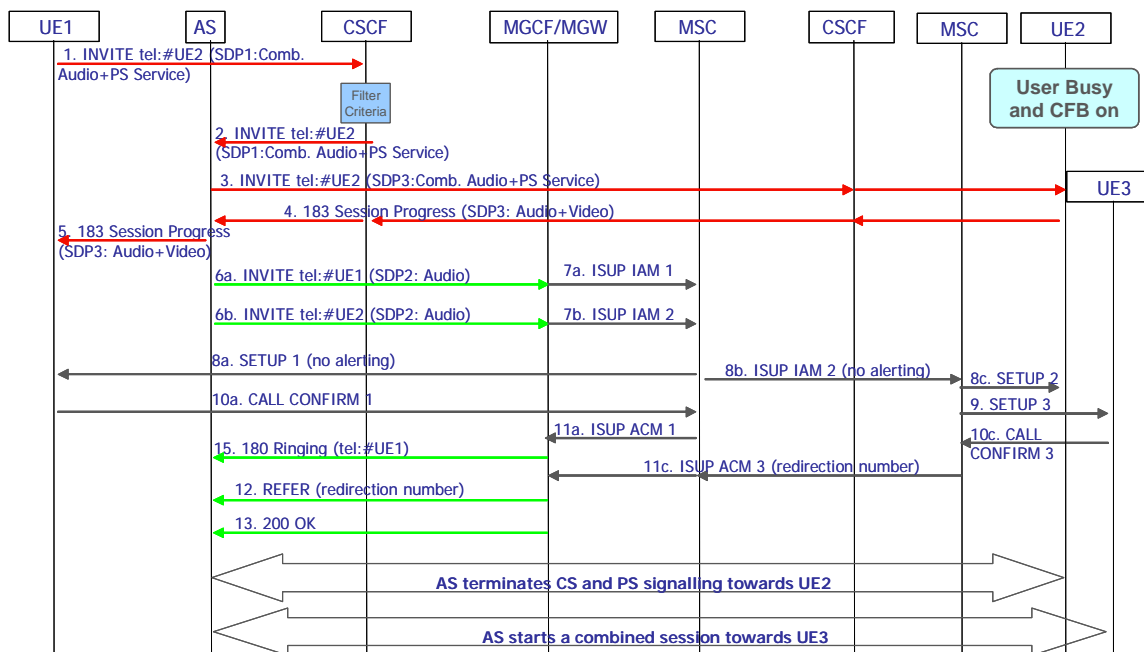 UE1
AS
CSCF
MGCF/MGW
MSC
CSCF
MSC
UE2
1. INVITE tel:#UE2 (SDP1:Comb.
Audio+PS Service)
User Busy
and CFB on
Filter
Criteria
2. INVITE tel:#UE2
(SDP1:Comb. Audio+PS Service)
3. INVITE tel:#UE2 (SDP3:Comb. Audio+PS Service)
UE3
4. 183 Session Progress (SDP3: Audio+Video)
5. 183 Session Progress
(SDP3: Audio+Video)
6a. INVITE tel:#UE1 (SDP2: Audio)
7a. ISUP IAM 1
6b. INVITE tel:#UE2 (SDP2: Audio)
7b. ISUP IAM 2
8a. SETUP 1 (no alerting)
8b. ISUP IAM 2 (no alerting)
8c. SETUP 2
10a. CALL CONFIRM 1
9. SETUP 3
11a. ISUP ACM 1
10c. CALL
CONFIRM 3
15. 180 Ringing (tel:#UE1)
11c. ISUP ACM 3 (redirection number)
12. REFER (redirection number)
13. 200 OK
AS terminates CS and PS signalling towards UE2
AS starts a combined session towards UE3